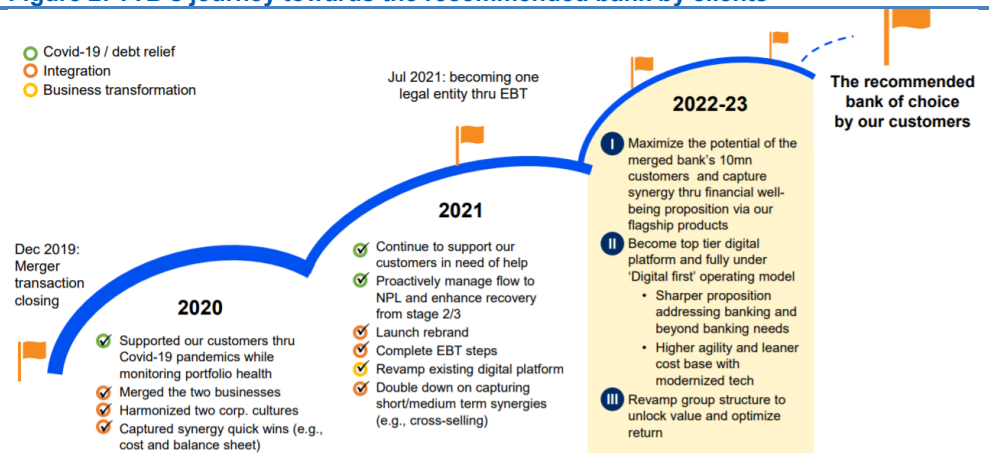 Covid-19 / debt relief
Integration
Business transformation
Dec 2019:
Merger
transaction
closing
2020
Supported our customers thru
Covid-19 pandemics while
monitoring portfolio health
Merged the two businesses
Harmonized two corp. cultures
Captured synergy quick wins (e.g.,
cost and balance sheet)
Jul 2021: becoming one
legal entity thru EBT
2021
Continue to support our
customers in need of help
Proactively manage flow to
NPL and enhance recovery
from stage 2/3
Launch rebrand
Complete EBT steps
Revamp existing digital platform
Double down on capturing
short/medium term synergies
(e.g., cross-selling)
2022-23
I Maximize the potential of the
merged bank's 10mn
customers and capture
synergy thru financial well-
being proposition via our
flagship products
II Become top tier digital
platform and fully under
'Digital first' operating model
• Sharper proposition
addressing banking and
beyond banking needs
• Higher agility and leaner
cost base with
modernized tech
III Revamp group structure to
unlock value and optimize
return
The recommended
bank of choice
by our customers